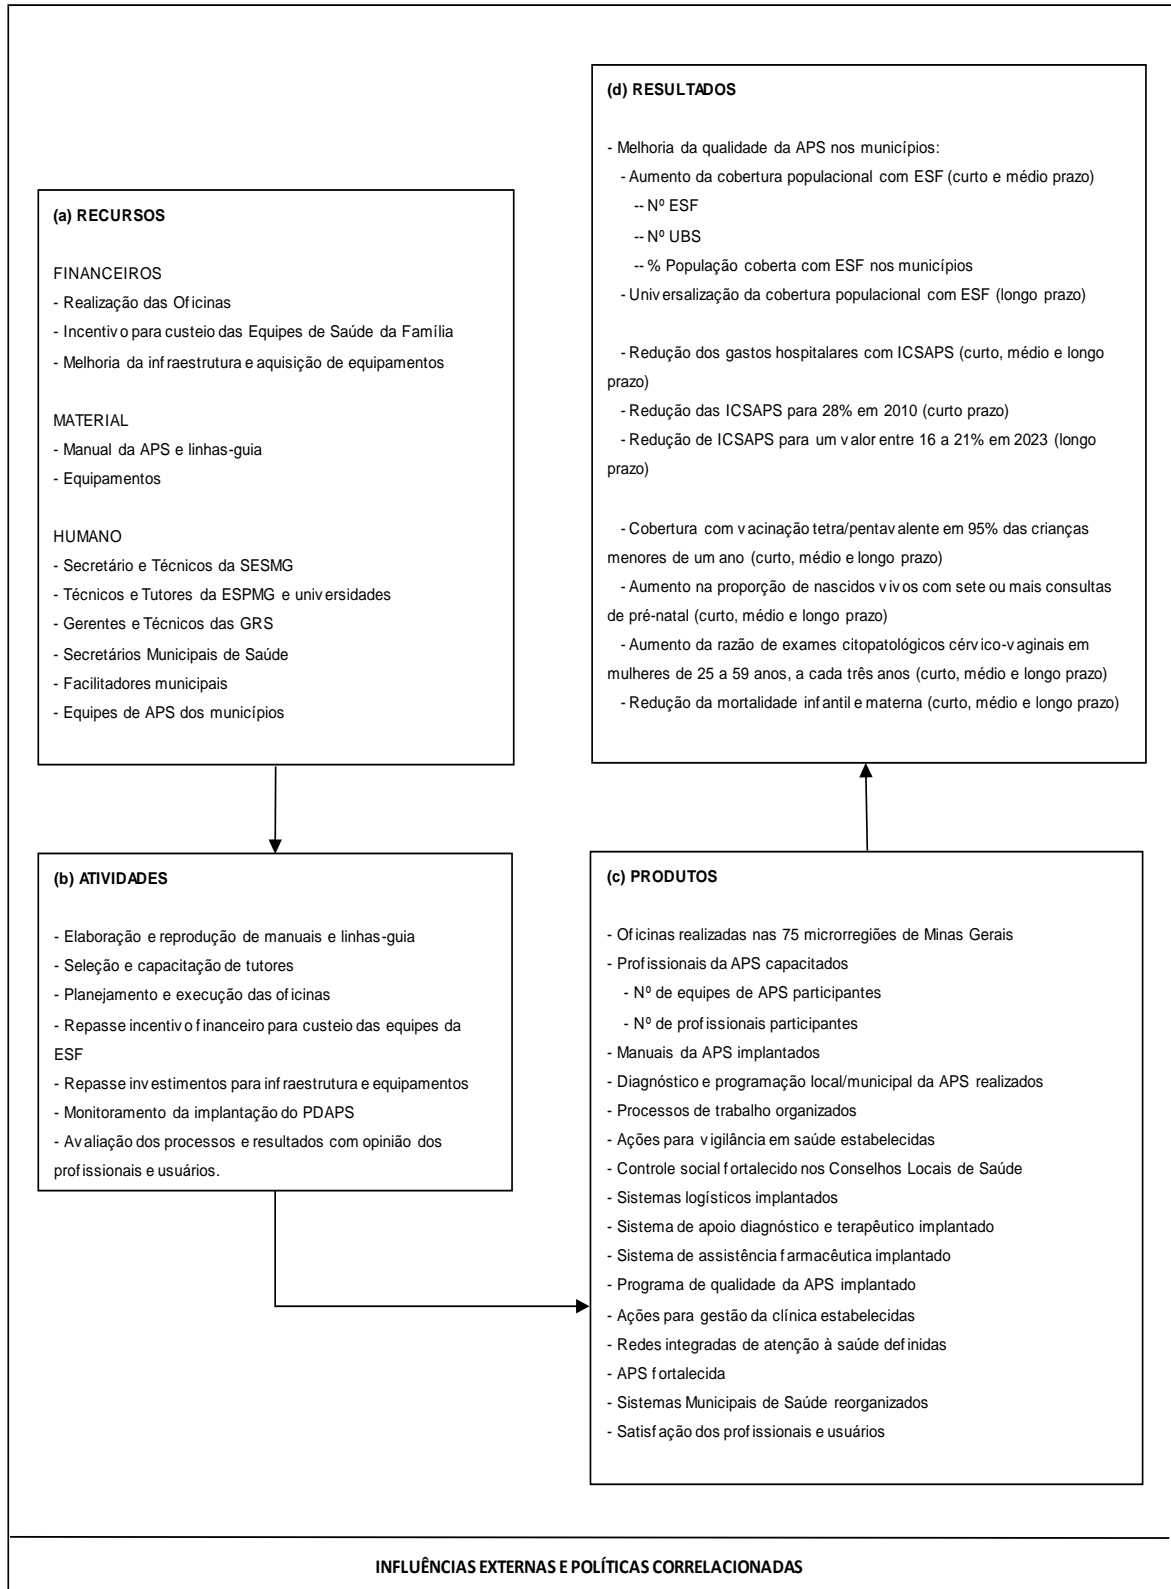 (a) RECURSOS
FINANCEIROS
- Realização das Oficinas
- Incentivo para custeio das Equipes de Saúde da Família
- Melhoria da infraestrutura e aquisição de equipamentos
MATERIAL
- Manual da APS e linhas-guia
- Equipamentos
HUMANO
- Secretário e Técnicos da SESMG
- Técnicos e Tutores da ESPMG e universidades
- Gerentes e Técnicos das GRS
- Secretários Municipais de Saúde
- Facilitadores municipais
- Equipes de APS dos municípios
(b) ATIVIDADES
- Elaboração e reprodução de manuais e linhas-guia
- Seleção e capacitação de tutores
- Planejamento e execução das oficinas
- Repasse incentivo financeiro para custeio das equipes da
ESF
- Repasse investimentos para infraestrutura e equipamentos
- Monitoramento da implantação do PDAPS
- Avaliação dos processos e resultados com opinião dos
profissionais e usuários.
(c) PRODUTOS
- Oficinas realizadas nas 75 microrregiões de Minas Gerais
- Profissionais da APS capacitados
- Nº de equipes de APS participantes
- Nº de profissionais participantes
- Manuais da APS implantados
- Diagnóstico e programação local/municipal da APS realizados
- Processos de trabalho organizados
- Ações para vigilância em saúde estabelecidas
- Controle social fortalecido nos Conselhos Locais de Saúde
- Sistemas logísticos implantados
- Sistema de apoio diagnóstico e terapêutico implantado
- Sistema de assistência farmacêutica implantado
- Programa de qualidade da APS implantado
- Ações para gestão da clínica estabelecidas
- Redes integradas de atenção à saúde definidas
- APS fortalecida
- Sistemas Municipais de Saúde reorganizados
- Satisfação dos profissionais e usuários
(d) RESULTADOS
- Melhoria da qualidade da APS nos municípios:
- Aumento da cobertura populacional com ESF (curto e médio prazo)
-- Nº ESF
-- Nº UBS
-- % População coberta com ESF nos municípios
- Universalização da cobertura populacional com ESF (longo prazo)
- Redução dos gastos hospitalares com ICSAPS (curto, médio e longo
prazo)
- Redução das ICSAPS para 28% em 2010 (curto prazo)
- Redução de ICSAPS para um valor entre 16 a 21% em 2023 (longo
prazo)
- Cobertura com vacinação tetra/pentavalente em 95% das crianças
menores de um ano (curto, médio e longo prazo)
- Aumento na proporção de nascidos vivos com sete ou mais consultas
de pré-natal (curto, médio e longo prazo)
- Aumento da razão de exames citopatológicos cérvico-vaginais em
mulheres de 25 a 59 anos, a cada três anos (curto, médio e longo prazo)
- Redução da mortalidade infantil e materna (curto, médio e longo prazo)
INFLUÊNCIAS EXTERNAS E POLÍTICAS CORRELACIONADAS